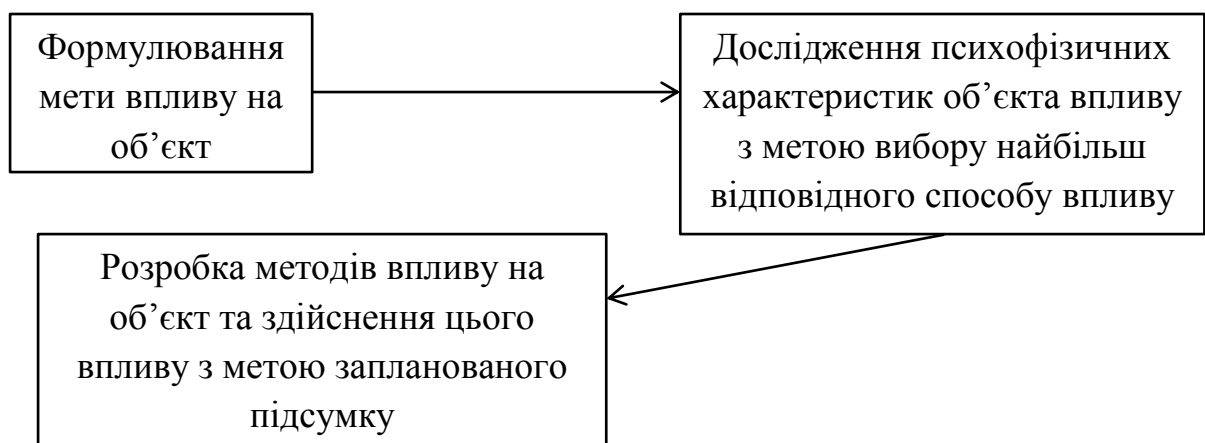 Формулювання
мети впливу на
об’єкт
Дослідження психофізичних
характеристик об’єкта впливу
з метою вибору найбільш
відповідного способу впливу
Розробка методів впливу на
об’єкт та здійснення цього
впливу з метою запланованого
підсумку